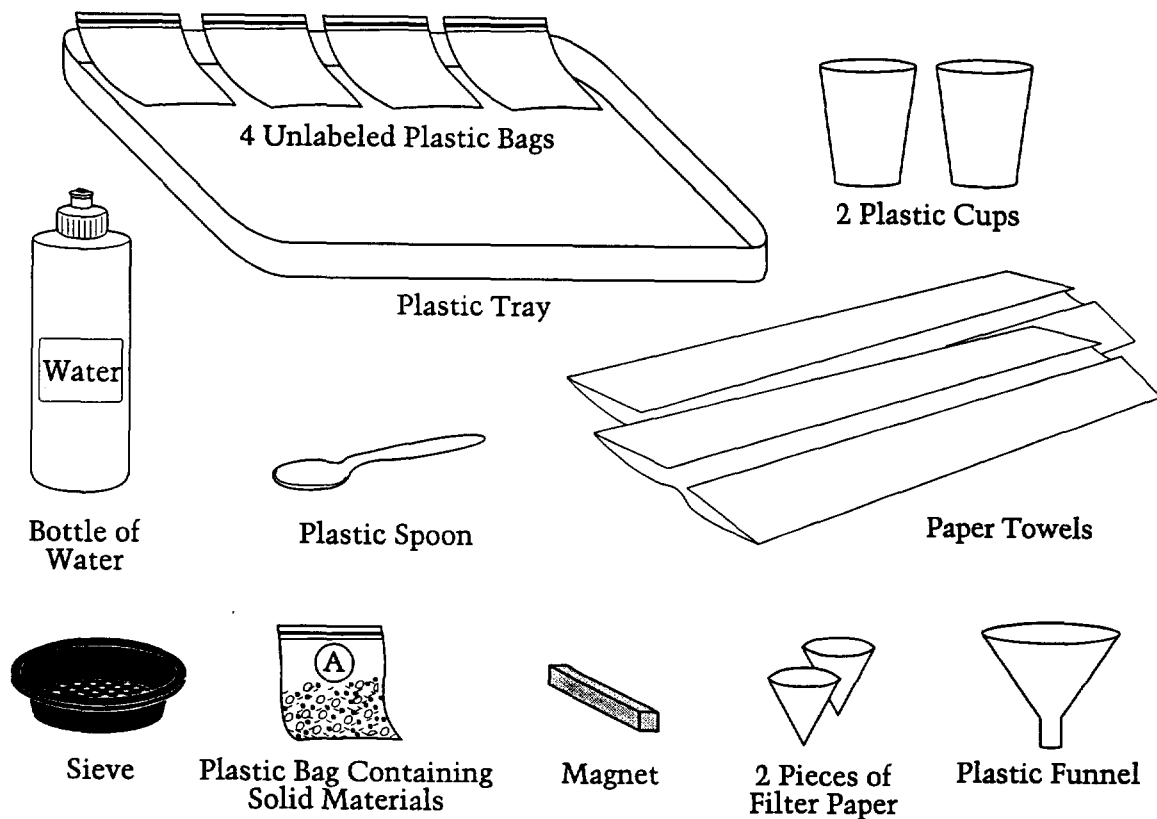 4 Unlabeled Plastic Bags
2 Plastic Cups
Plastic Tray
Water
Bottle of
Water
Plastic Spoon
Paper Towels
A
Sieve
Plastic Bag Containing
Solid Materials
Magnet
2 Pieces of
Filter Paper
Plastic Funnel